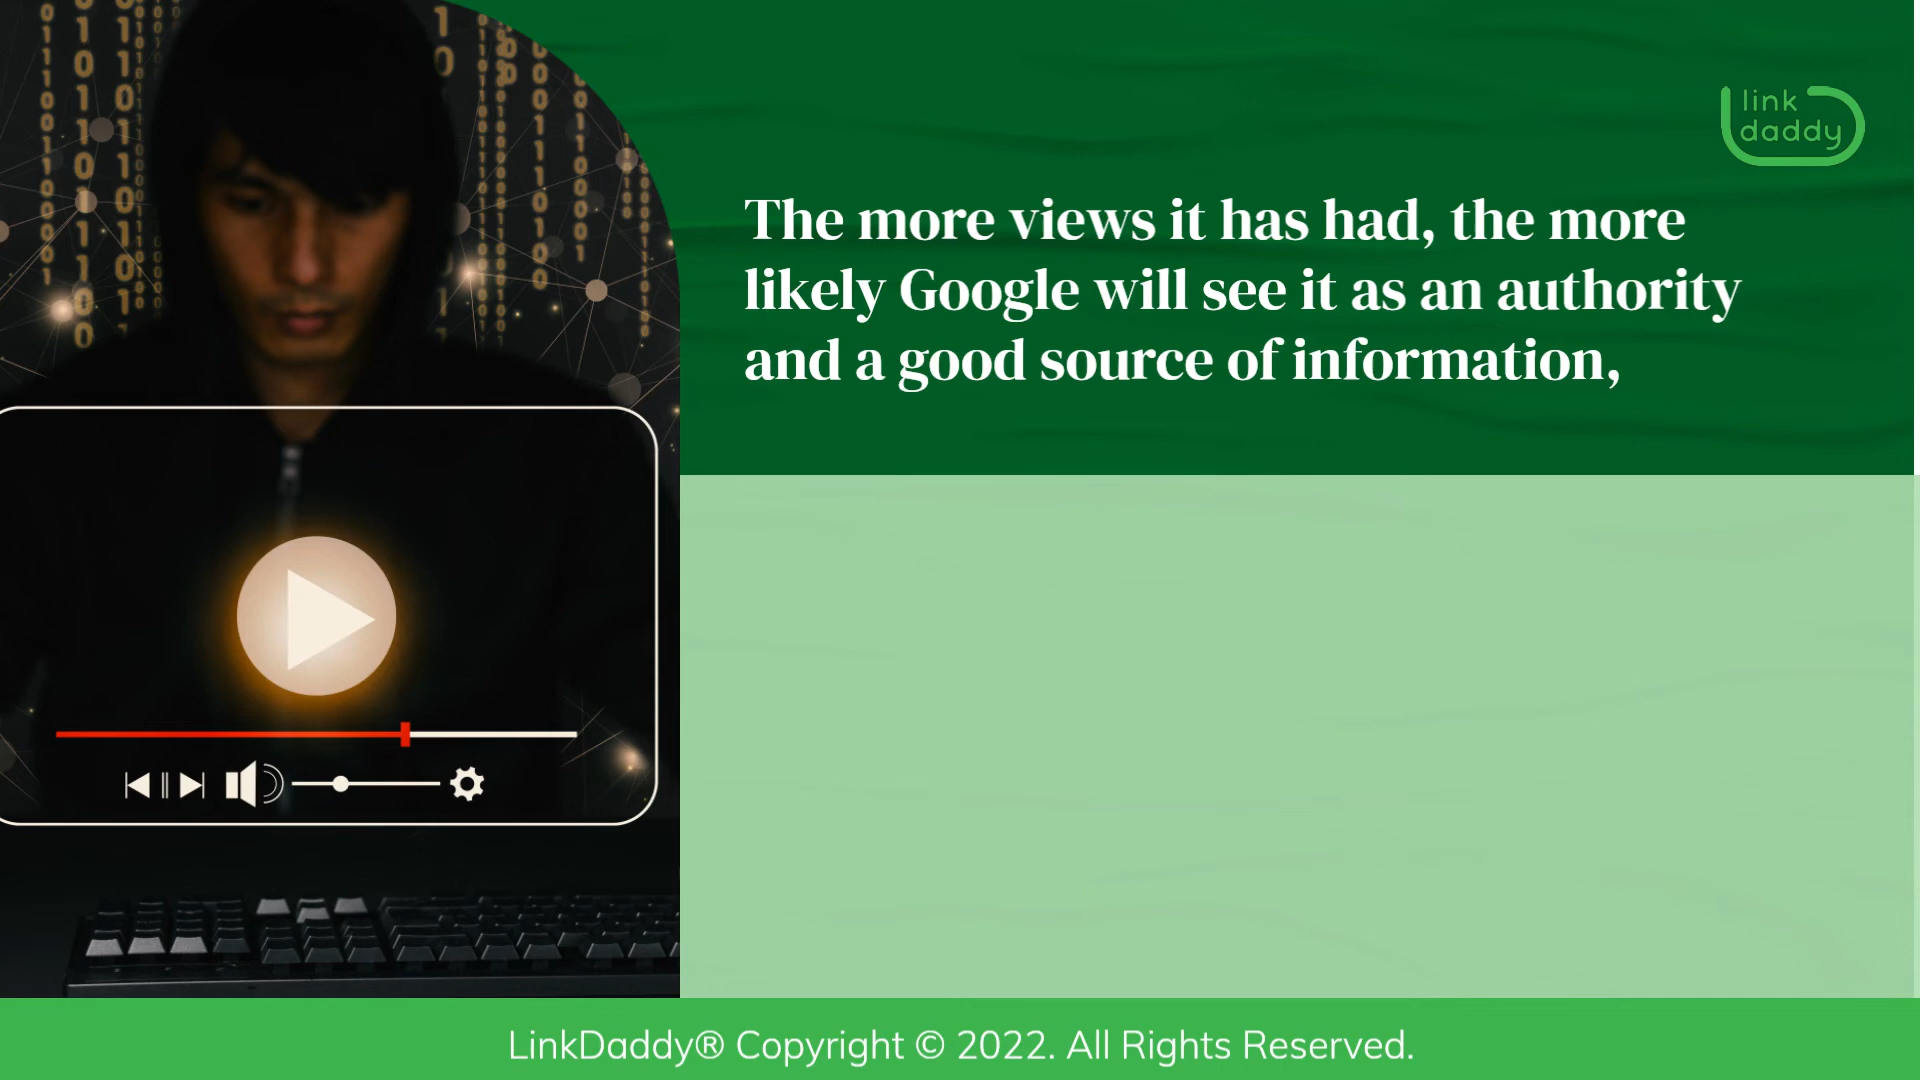 link
daddy
The more views it has had, the more
likely Google will see it as an authority
and a good source of information,
LinkDaddy® Copyright © 2022. All Rights Reserved.